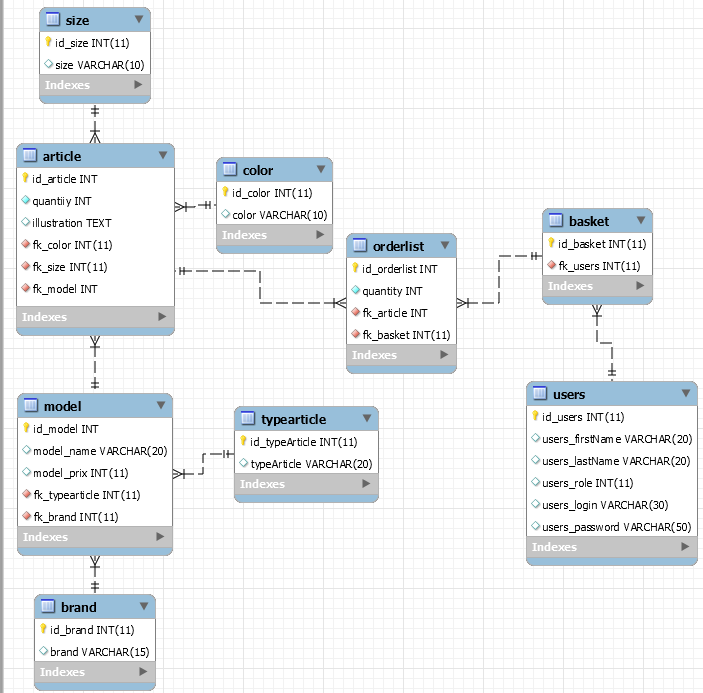 size
id_size INT(11)
size VARCHAR(10)
Indexes
article
id_article INT
quantiiy INT
illustration TEXT
fk_color INT(11)
fk_size INT(11)
fk_model INT
Indexes
color
id_color INT(11)
color VARCHAR(10)
Indexes
orderlist
id_orderlist INT
quantity INT
fk_article INT
fk_basket INT(11)
Indexes
basket
id_basket INT(11)
fk_users INT(11)
Indexes
model
id_model INT
model_name VARCHAR(20)
model_prix INT(11)
fk_typearticle INT(11)
fk_brand INT(11)
Indexes
typearticle
id_typeArticle INT(11)
typeArticle VARCHAR(20)
Indexes
users
id_users INT(11)
users_firstName VARCHAR(20)
users_lastName VARCHAR(20)
users_role INT(11)
users_login VARCHAR(30)
users_password VARCHAR(50)
Indexes
brand
id_brand INT(11)
brand VARCHAR(15)
Indexes